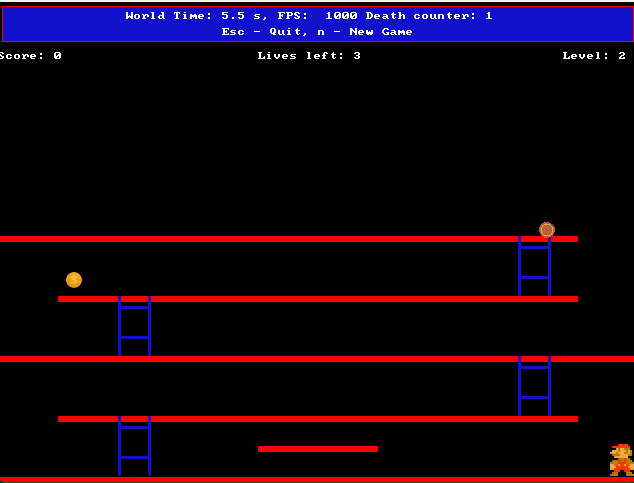 World Time: 5.5 s, FPS:  1000 Death counter: 1
Esc - Quit, n - New Game
Score: 0 Lives left: 3 Level: 2